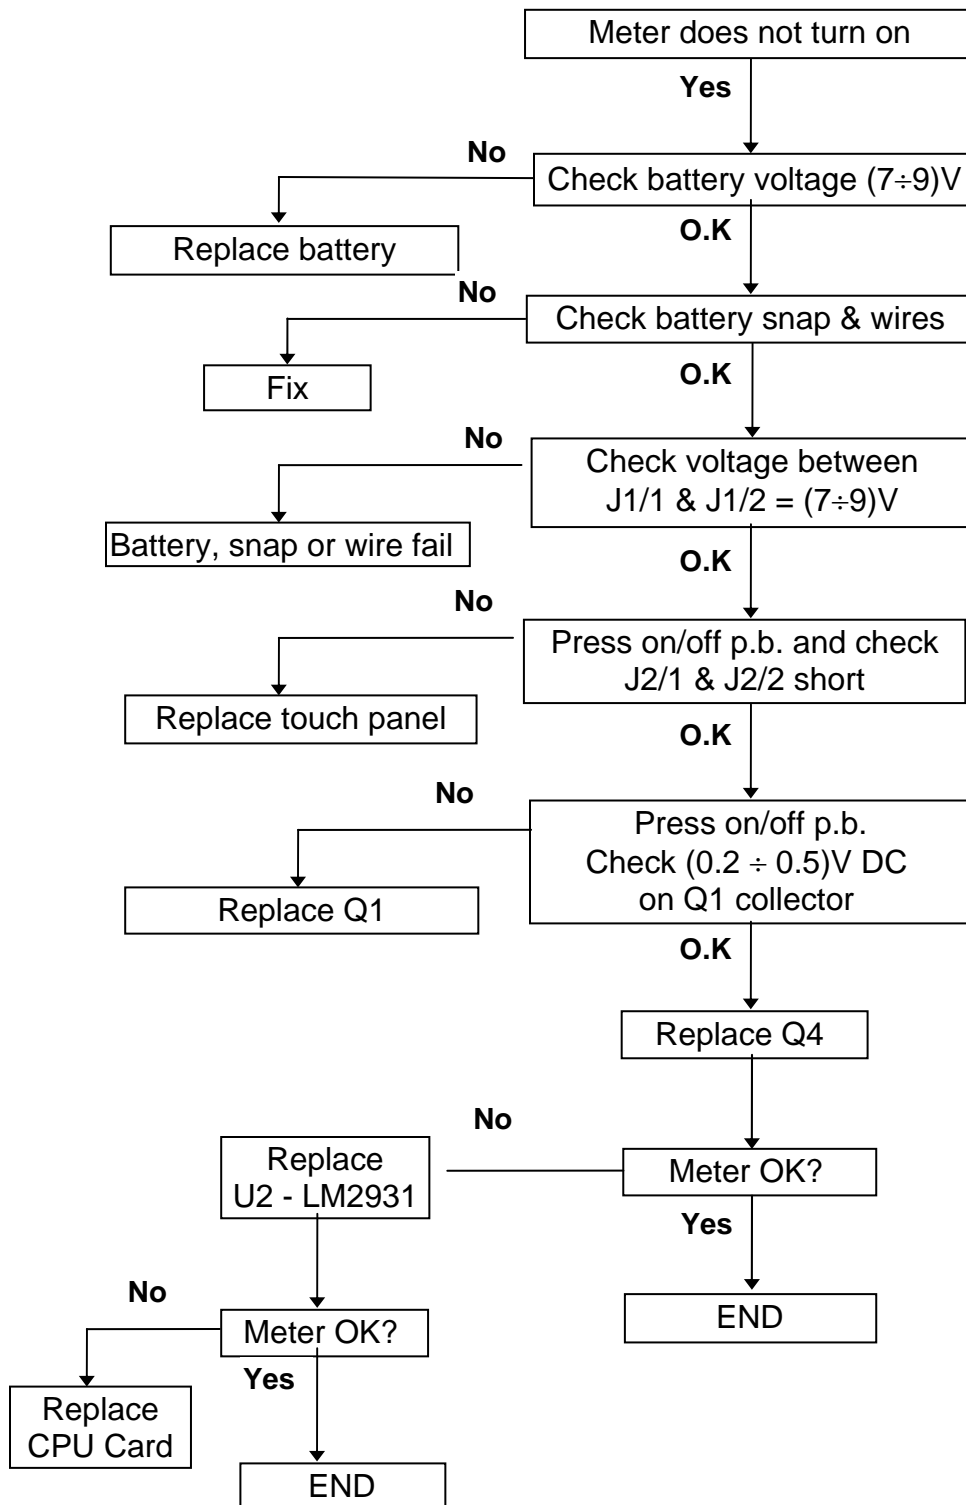 Meter does not turn on
Yes
No
Check battery voltage (7÷9)V
Replace battery
O.K
No
Check battery snap & wires
Fix
O.K
No
Check voltage between
J1/1 & J1/2 = (7÷9)V
Battery, snap or wire fail
O.K
No
Press on/off p.b. and check
J2/1 & J2/2 short
Replace touch panel
O.K
No
Press on/off p.b.
Check (0.2 ÷ 0.5)V DC
on Q1 collector
Replace Q1
O.K
Replace Q4
No
Meter OK?
Replace
U2 - LM2931
Yes
END
No
Meter OK?
Yes
Replace
CPU Card
END